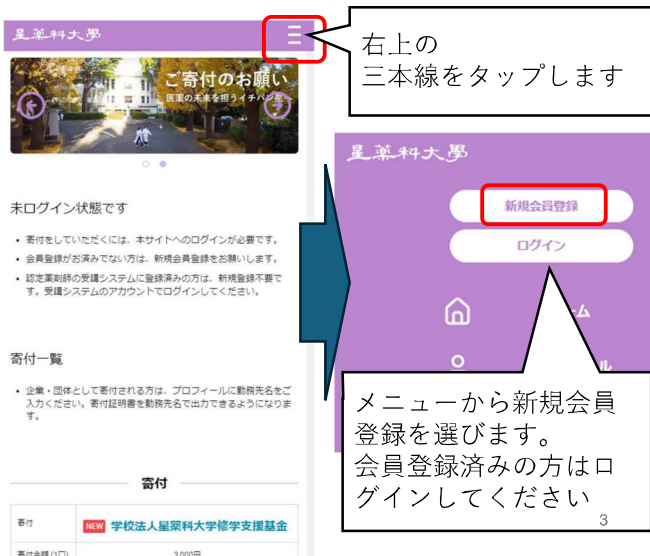 星薬科大學
ご寄付のお願い
右上の
三本線をタップします
未ログイン状態です
• 寄付をしていただくには、本サイトへのログインが必要です。
• 会員登録がお済みでない方は、新規会員登録をお願いします。
• 認定薬剤師の受講システムに登録済みの方は、新規登録不要で
す。受講システムのアカウントでログインしてください。
寄付一覧
• 企業・団体として寄付される方は、プロフィールに勤務先名をご
入力ください。寄付証明書を勤務先名で出力できるようになりま
す。
寄付
寄付
NEW 学校法人星薬科大学修学支援基金
寄付金額(1口)
3,000円
星薬科大學
新規会員登録
ログイン
ム
ル
メニューから新規会員
登録を選びます。
会員登録済みの方はロ
グインしてください
3